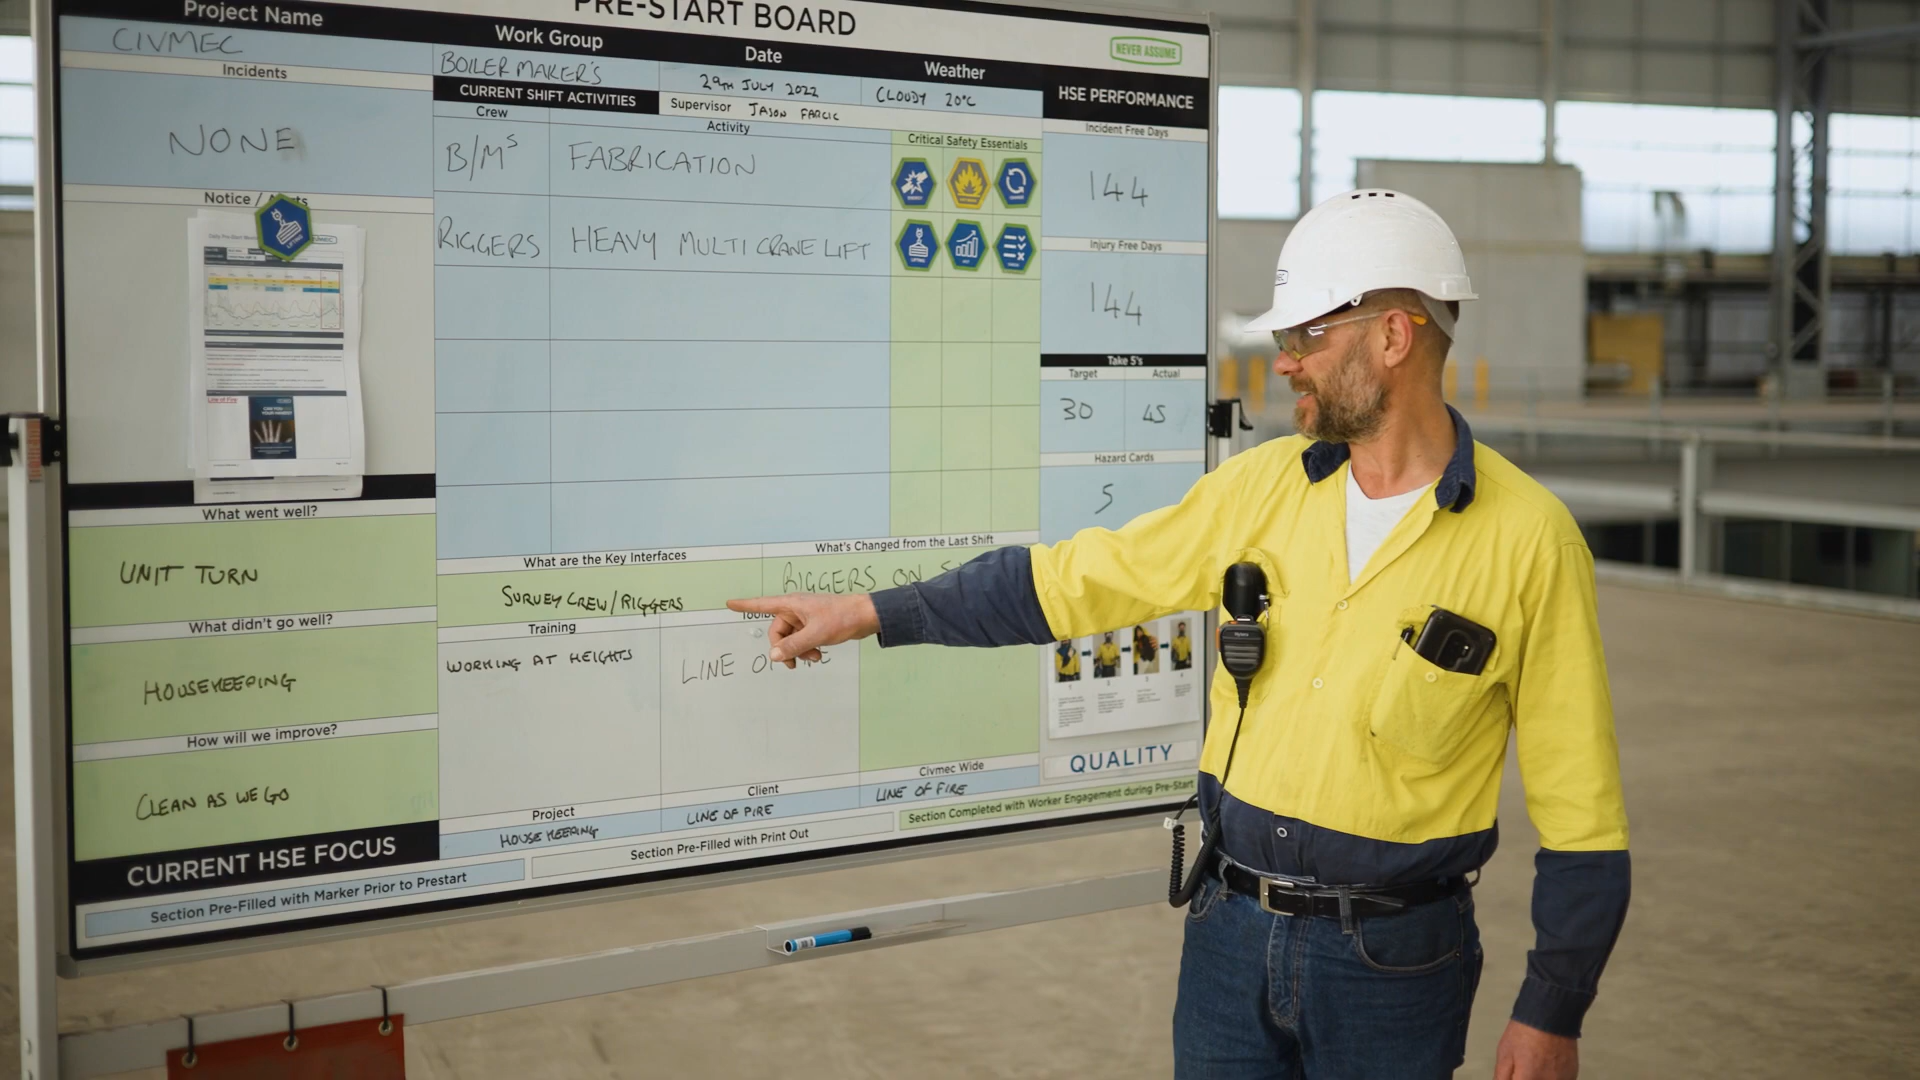 PRE-START BOARD
NEVER ASSUME
Project Name
CIVMEC
Work Group
BOILER MAKER'S
Date
29TH JULY 2022
Weather
CLOUDY 20°C
Incidents
NONE
Notice /
LIFTING
Line of Fire
CURRENT SHIFT ACTIVITIES
Supervisor JASON FARCIC
Crew
Activity
Critical Safety Essentials
B/Ms FABRICATION
RIGGERS HEAVY MULTI CRANE LIFT
LIFTING
HSE PERFORMANCE
Incident Free Days
144
Injury Free Days
144
Take 5's
Target Actual
30 45
Hazard Cards
5
What went well?
UNIT TURN
What didn't go well?
HOUSEKEEPING
How will we improve?
CLEAN AS WE GO
What are the Key Interfaces
SURVEY CREW/RIGGERS
What's Changed from the Last Shift
RIGGERS ON
Training
WORKING AT HEIGHTS
LINE
QUALITY
CURRENT HSE FOCUS
Project
HOUSE KEEPING
Client
LINE OF FIRE
Civmec Wide
LINE OF FIRE
Section Pre-Filled with Marker Prior to Prestart
Section Pre-Filled with Print Out
Section Completed with Worker Engagement during Pre-Start